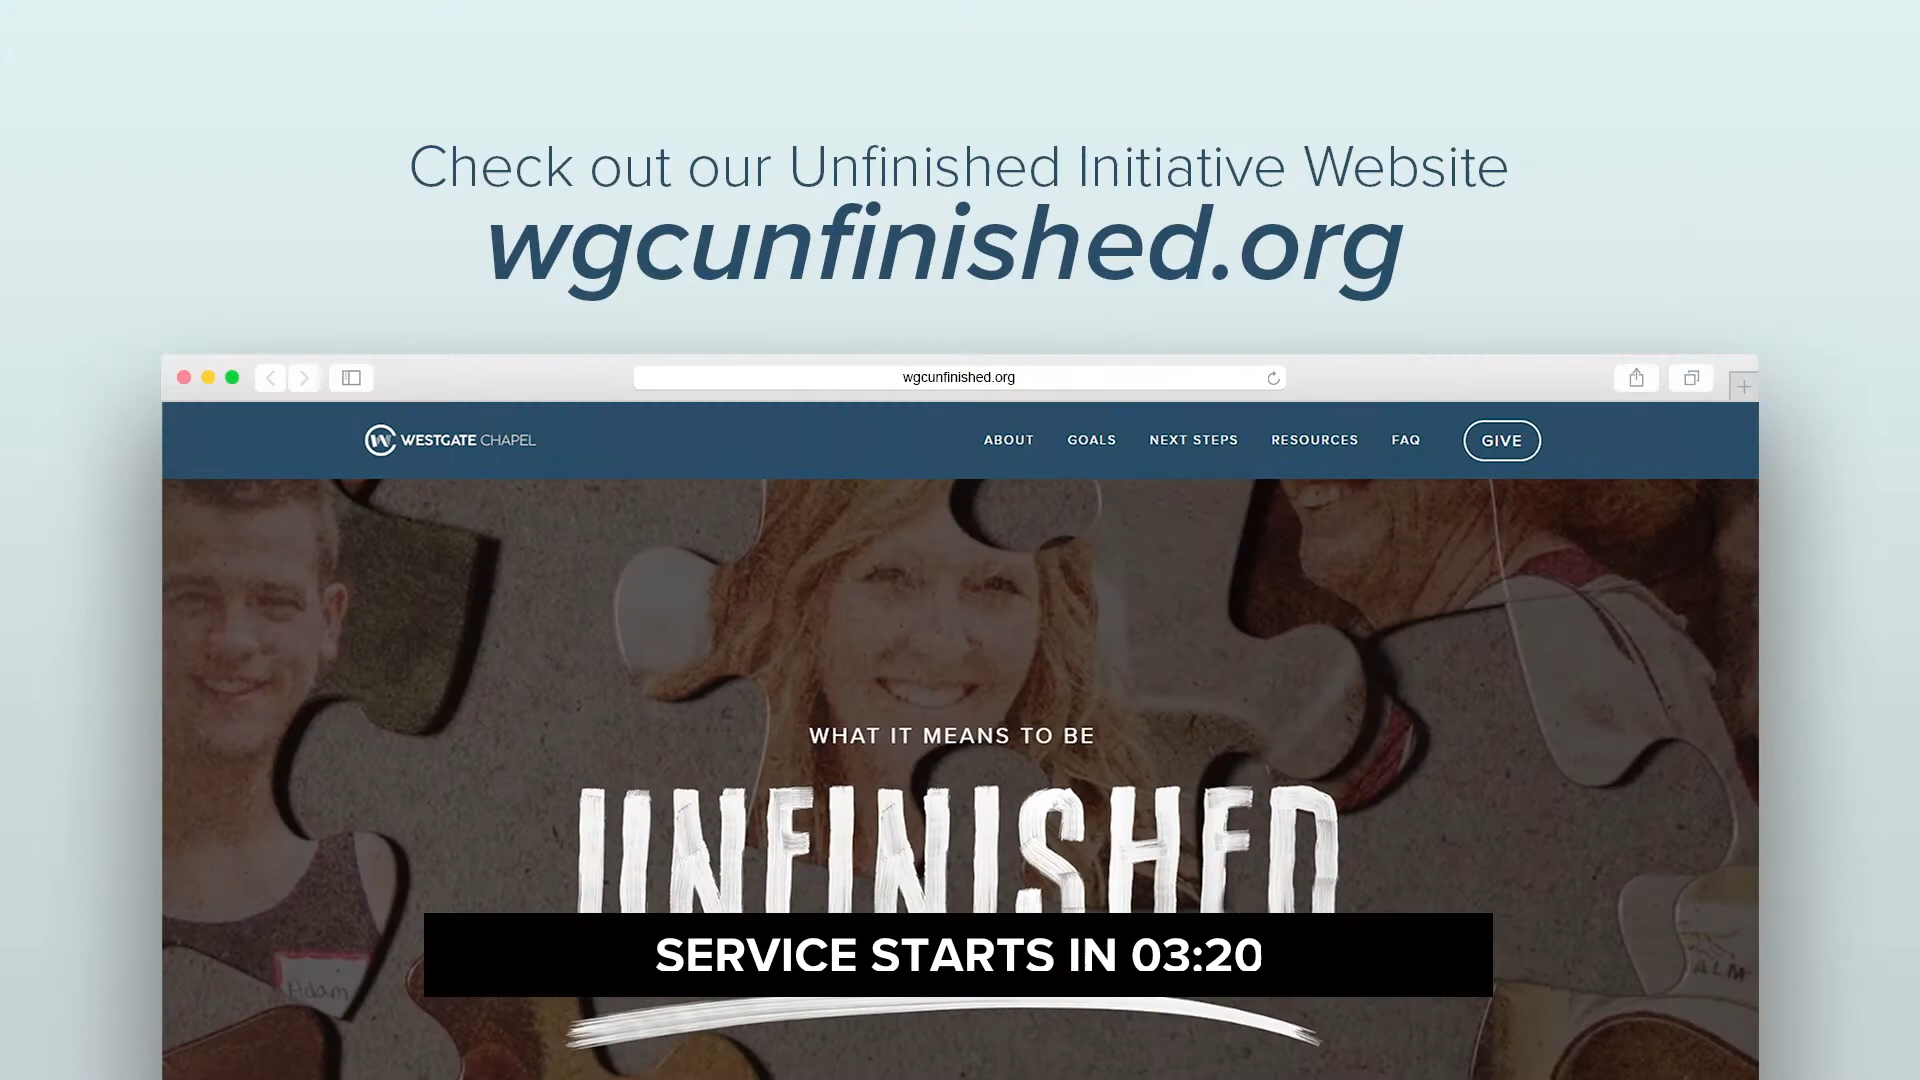 Check out our Unfinished Initiative Website
wgcunfinished.org
wgcunfinished.org
WESTGATE CHAPEL
ABOUT GOALS NEXT STEPS RESOURCES FAQ GIVE
WHAT IT MEANS TO BE
UNFINISHED
SERVICE STARTS IN 03:20
Adam
ALM